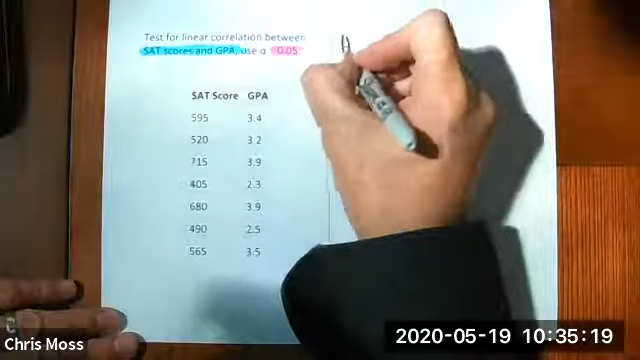 Test for linear correlation between
SAT scores and GPA, use α = 0.05.
SAT Score GPA
595 3.4
520 3.2
715 3.9
405 2.3
680 3.9
490 2.5
565 3.5
H
Chris Moss
2020-05-19 10:35:19